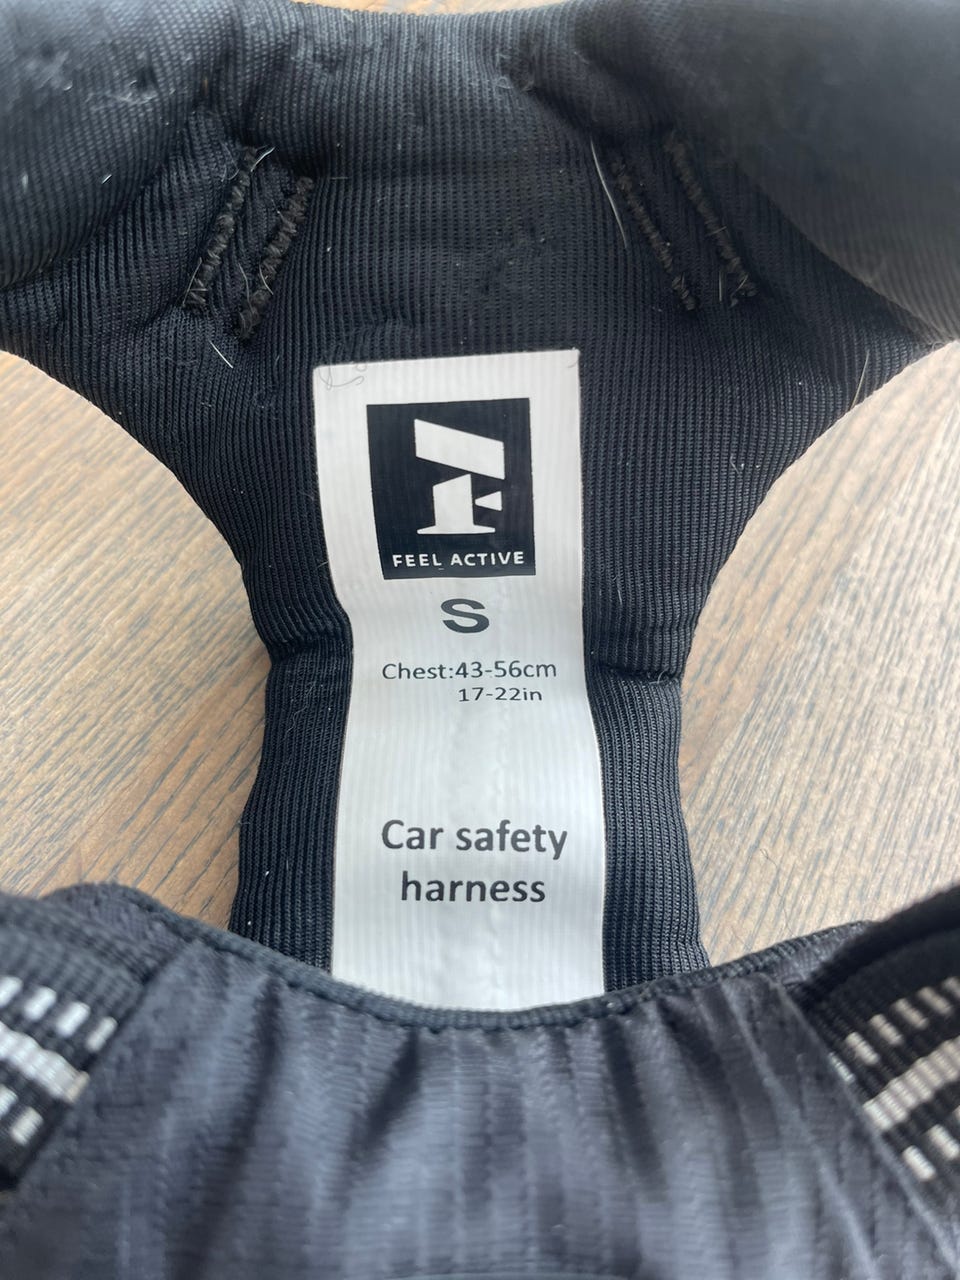 FEEL ACTIVE
S
Chest:43-56cm
17-22in
Car safety
harness